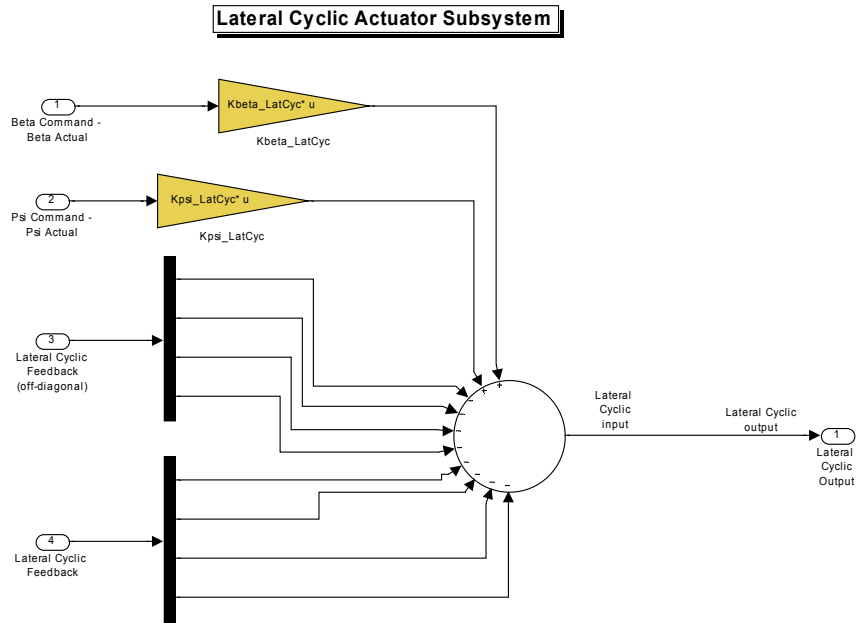 Lateral Cyclic Actuator Subsystem
1
Beta Command -
Beta Actual
Kbeta_LatCyc* u
Kbeta_LatCyc
2
Psi Command -
Psi Actual
Kpsi_LatCyc* u
Kpsi_LatCyc
3
Lateral Cyclic
Feedback
(off-diagonal)
4
Lateral Cyclic
Feedback
+
+
-
-
-
-
-
-
-
-
Lateral
Cyclic
input
Lateral Cyclic
output
1
Lateral
Cyclic
Output